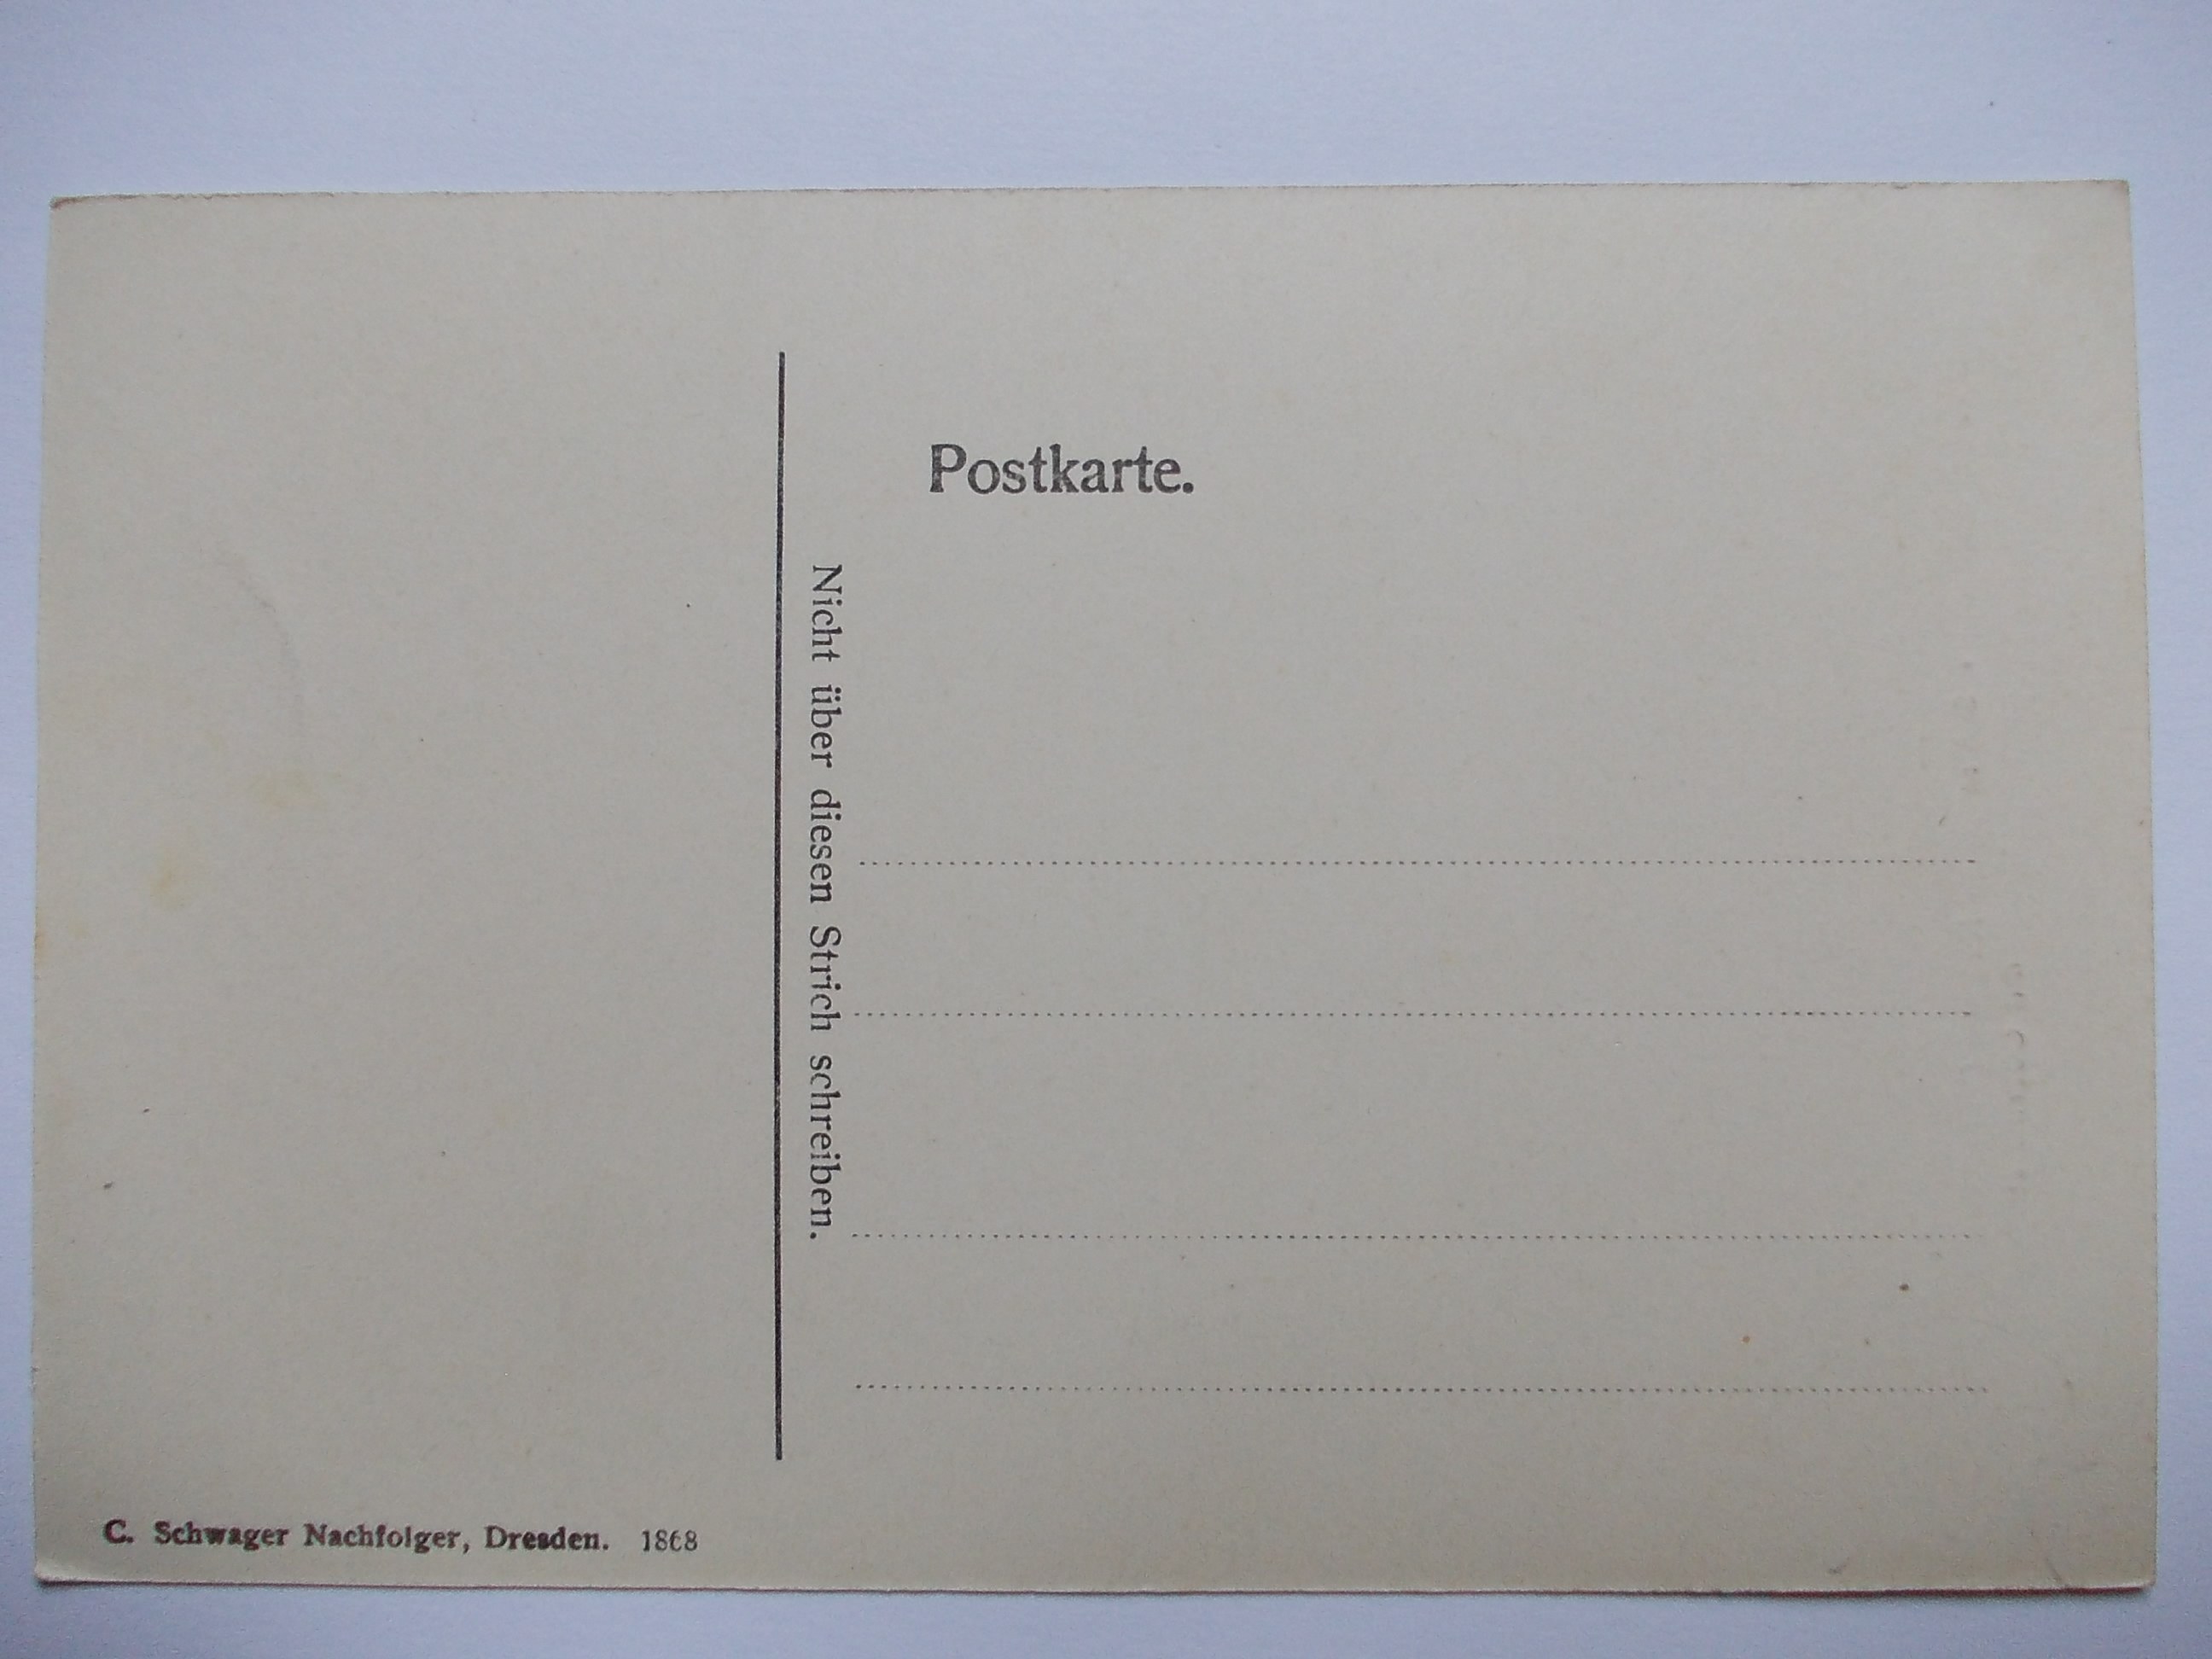 Postkarte.
Nicht über diesen Strich schreiben.
C. Schwager Nachfolger, Dresden. 1868